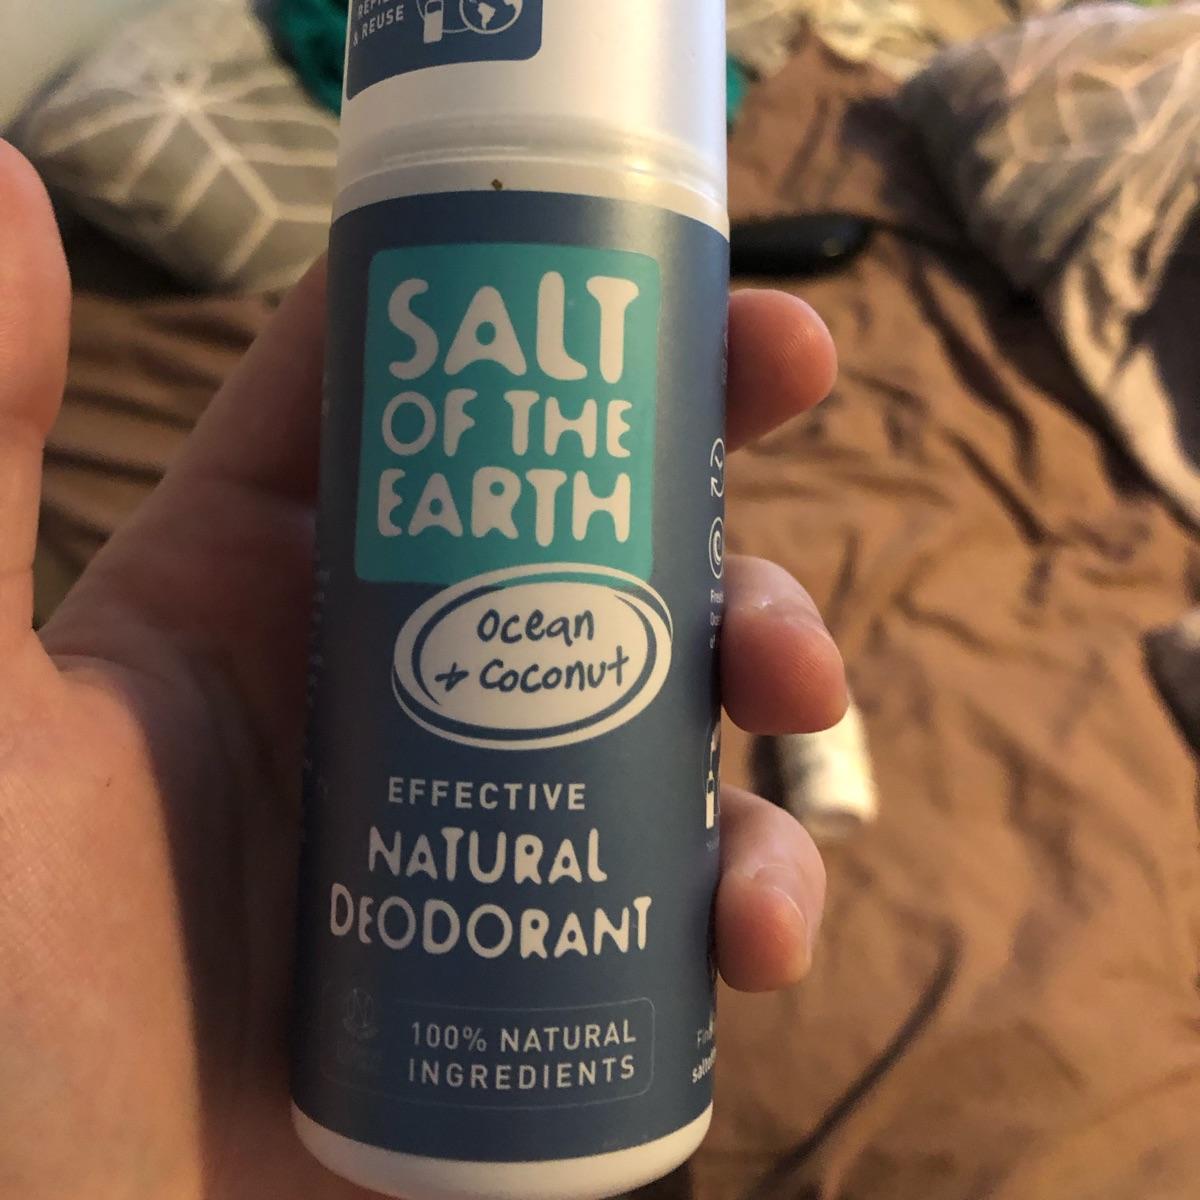 & REUSE
SALT
OF THE
EARTH
Ocean
+ Coconut
EFFECTIVE
NATURAL
DEODORANT
100% NATURAL
INGREDIENTS